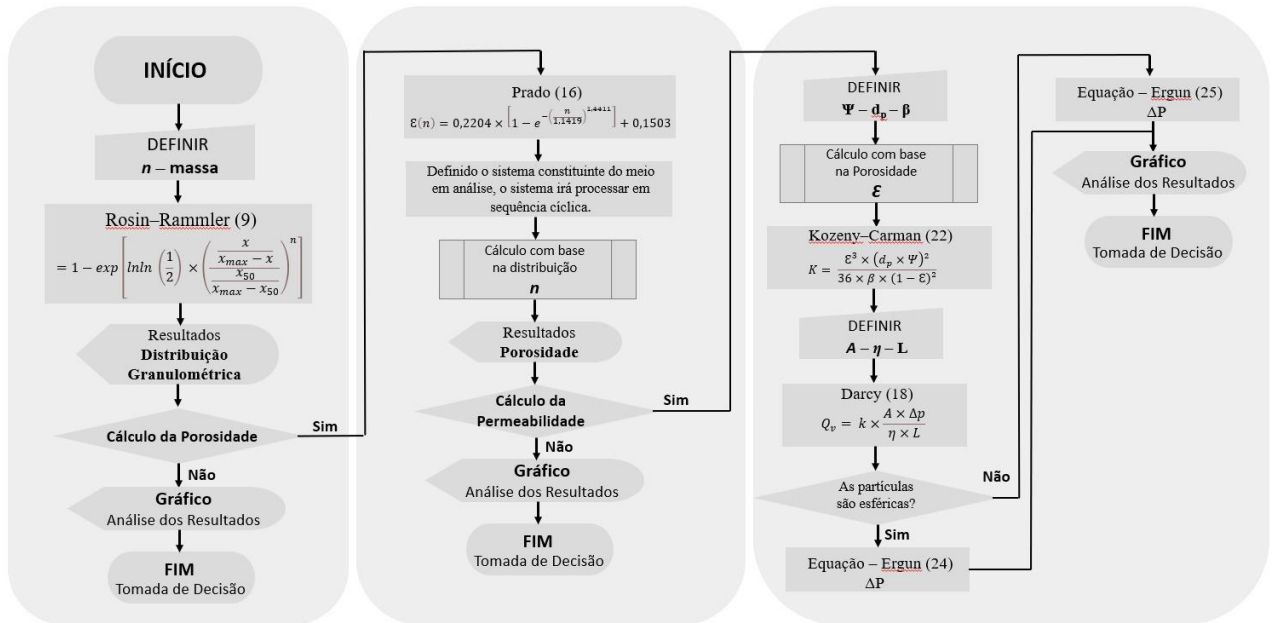 INÍCIO
DEFINIR
n – massa
Rosin–Rammler (9)
= 1 − exp [lnln (1/2) × ((x/(x_max − x))/(x_50/(x_max − x_50)))^n]
Resultados
Distribuição
Granulométrica
Cálculo da Porosidade
Sim
Não
Gráfico
Análise dos Resultados
FIM
Tomada de Decisão
Prado (16)
Ɛ(n) = 0,2204 × [1 − e^−(n/1,1419)^1,4411] + 0,1503
Definido o sistema constituinte do meio
em análise, o sistema irá processar em
sequência cíclica.
Cálculo com base
na distribuição
n
Resultados
Porosidade
Cálculo da
Permeabilidade
Sim
Não
Gráfico
Análise dos Resultados
FIM
Tomada de Decisão
DEFINIR
Ψ – d_p – β
Cálculo com base
na Porosidade
Ɛ
Kozeny–Carman (22)
K = (Ɛ³ × (d_p × Ψ)²)/(36 × β × (1 − Ɛ)²)
DEFINIR
A – η – L
Darcy (18)
Q_v = k × (A × Δp)/(η × L)
As partículas
são esféricas?
Não
Sim
Equação – Ergun (24)
ΔP
Equação – Ergun (25)
ΔP
Gráfico
Análise dos Resultados
FIM
Tomada de Decisão